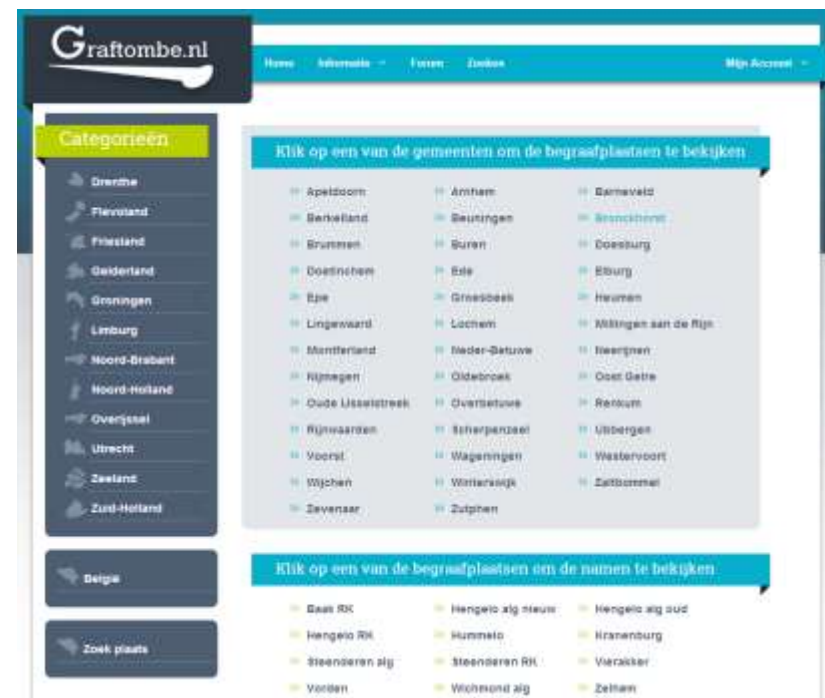 Graftombe.nl
Home Informatie Forum Zoeken Mijn Account
Categorieën
Drenthe
Flevoland
Friesland
Gelderland
Groningen
Limburg
Noord-Brabant
Noord-Holland
Overijssel
Utrecht
Zeeland
Zuid-Holland
België
Zoek plaats
Klik op een van de gemeenten om de begraafplaatsen te bekijken
Apeldoorn Arnhem Barneveld
Berkelland Beuningen Bronckhorst
Brummen Buren Doesburg
Doetinchem Ede Elburg
Epe Groesbeek Heumen
Lingewaard Lochem Millingen aan de Rijn
Montferland Neder-Betuwe Neerijnen
Nijmegen Oldebroek Oost Gelre
Oude IJsselstreek Overbetuwe Renkum
Rijnwaarden Scherpenzeel Ubbergen
Voorst Wageningen Westervoort
Wijchen Winterswijk Zaltbommel
Zevenaar Zutphen
Klik op een van de begraafplaatsen om de namen te bekijken
Baak RK Hengelo alg nieuw Hengelo alg oud
Hengelo RK Hummelo Kranenburg
Steenderen alg Steenderen RK Vierakker
Vorden Wichmond alg Zelhem